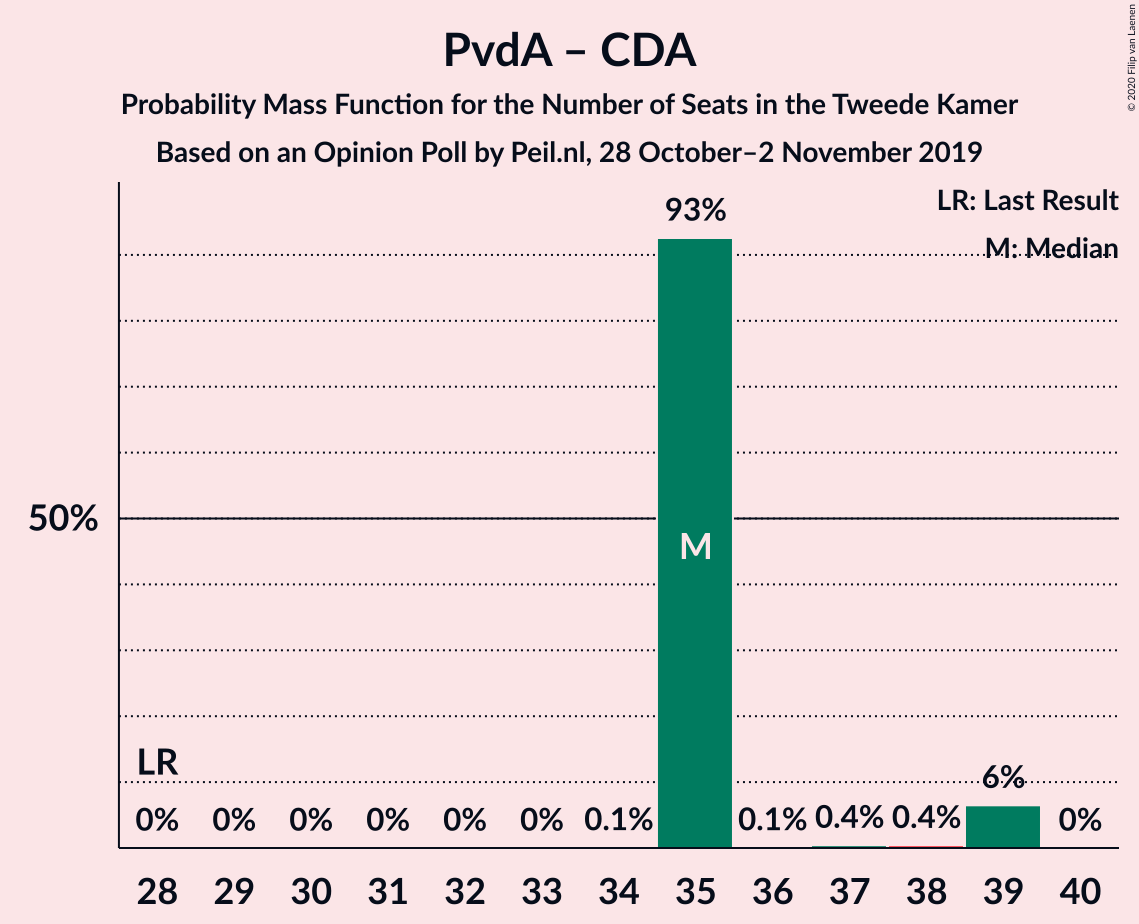 PvdA – CDA
Probability Mass Function for the Number of Seats in the Tweede Kamer
Based on an Opinion Poll by Peil.nl, 28 October–2 November 2019
© 2020 Filip van Laenen
LR: Last Result
M: Median
93%
50%
M
LR
6%
0% 0% 0% 0% 0% 0% 0.1% 0.1% 0.4% 0.4% 0%
28 29 30 31 32 33 34 35 36 37 38 39 40